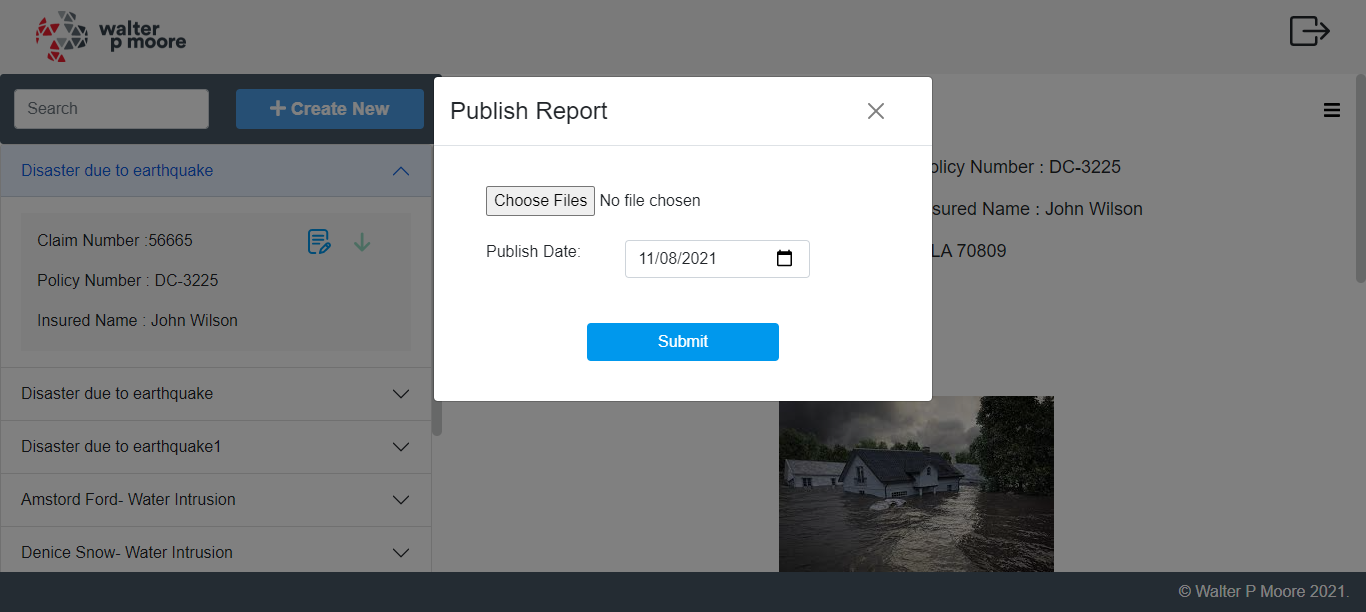 walter
p moore
Search
+ Create New
Publish Report
Disaster due to earthquake
Claim Number :56665
Policy Number : DC-3225
Insured Name : John Wilson
Disaster due to earthquake
Disaster due to earthquake1
Amstord Ford- Water Intrusion
Denice Snow- Water Intrusion
Choose Files No file chosen
Publish Date: 11/08/2021
Submit
olicy Number : DC-3225
sured Name : John Wilson
LA 70809
© Walter P Moore 2021.